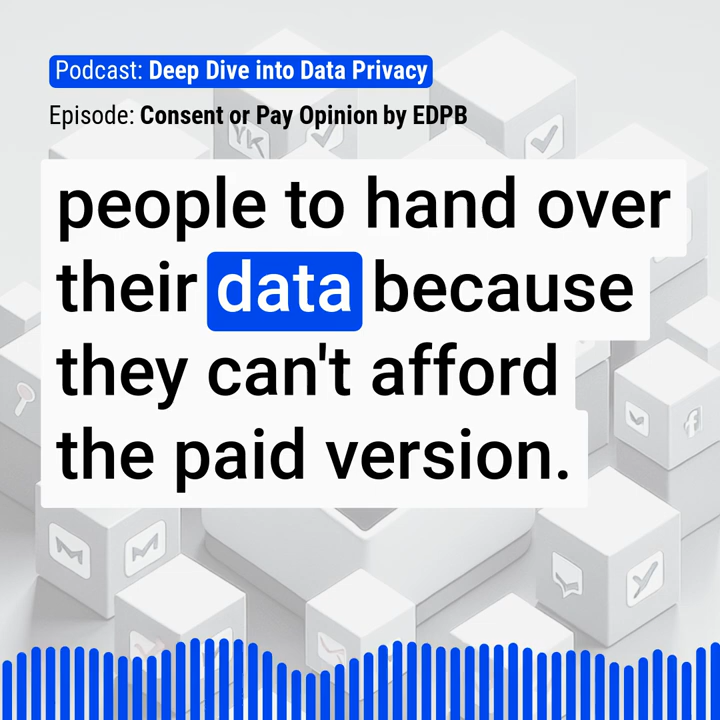 Podcast: Deep Dive into Data Privacy
Episode: Consent or Pay Opinion by EDPB
people to hand over
their data because
they can't afford
the paid version.